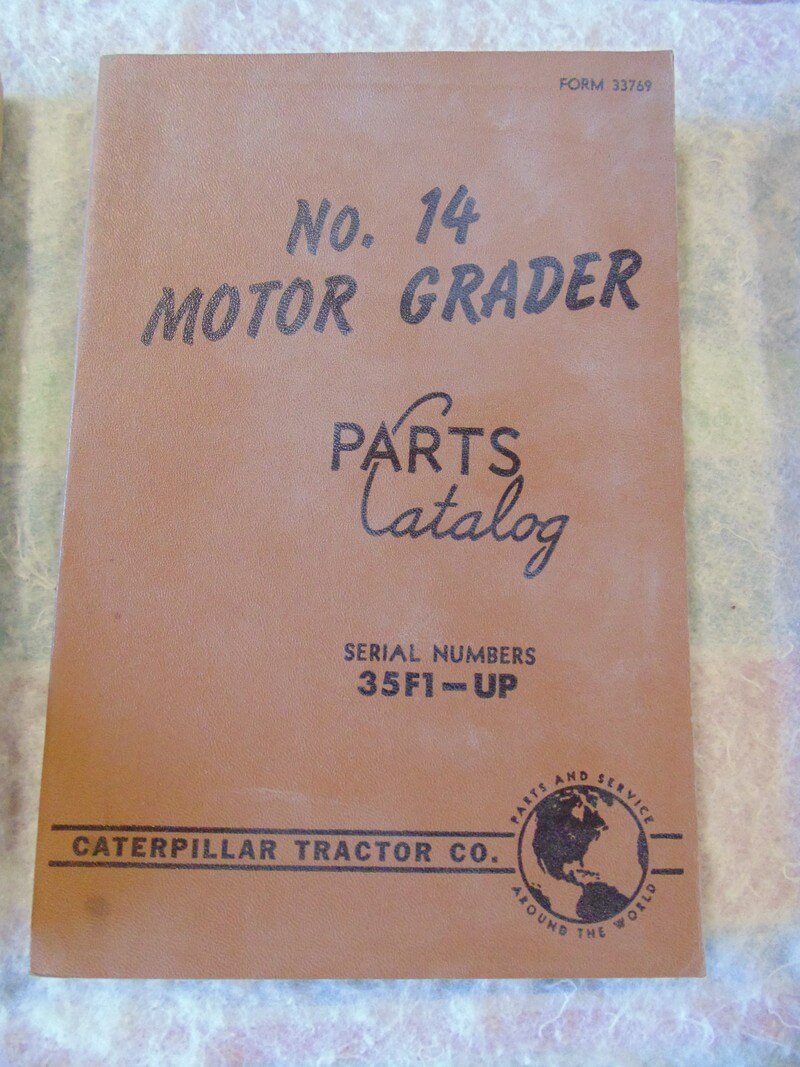 FORM 33769
No. 14
MOTOR GRADER
PARTS
Catalog
SERIAL NUMBERS
35F1-UP
CATERPILLAR TRACTOR CO.
PARTS AND SERVICE
AROUND THE WORLD